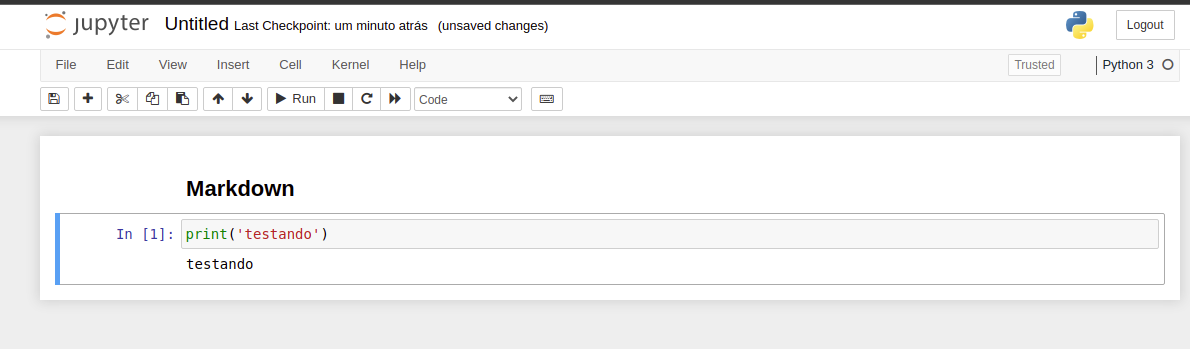 jupyter Untitled Last Checkpoint: um minuto atrás (unsaved changes) Logout
File Edit View Insert Cell Kernel Help Trusted Python 3
Run Code
Markdown
In [1]: print('testando')
testando